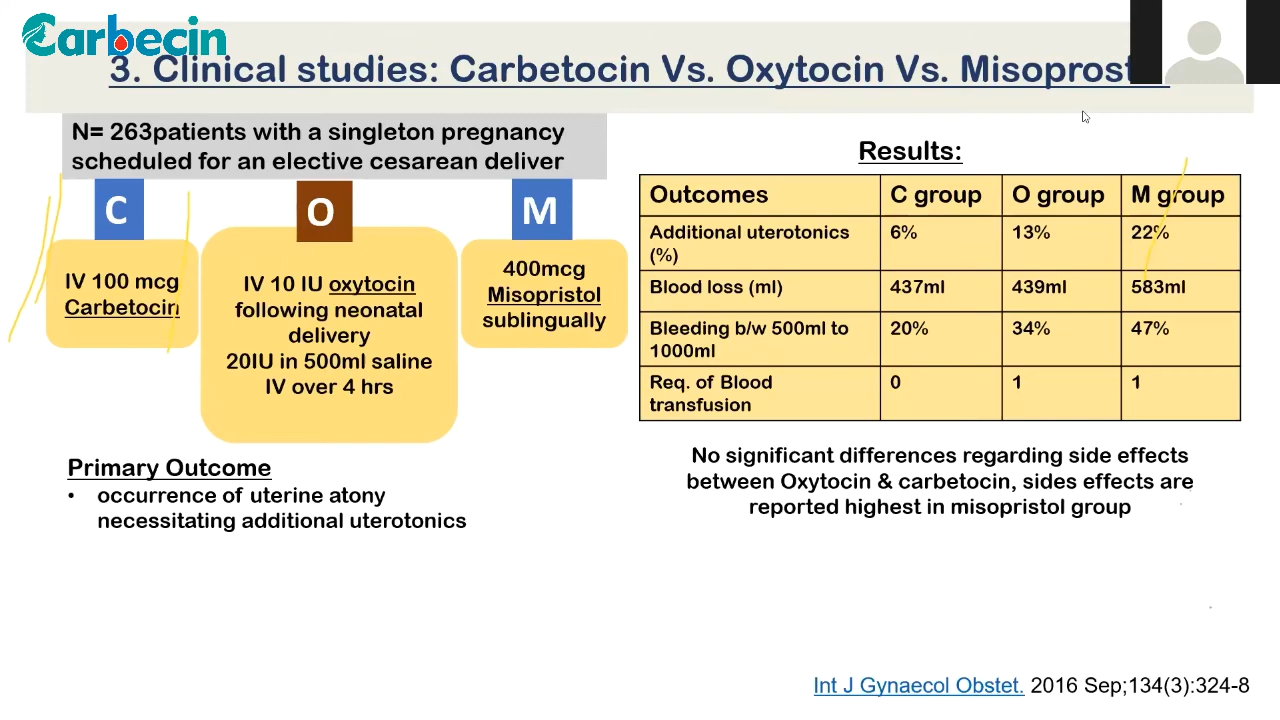 Carbecin
3. Clinical studies: Carbetocin Vs. Oxytocin Vs.
N= 263patients with a singleton pregnancy
scheduled for an elective cesarean deliver
C
O
M
IV 100 mcg
Carbetocin
IV 10 IU oxytocin
following neonatal
delivery
20IU in 500ml saline
IV over 4 hrs
400mcg
Misopristol
sublingually
Primary Outcome
• occurrence of uterine atony
necessitating additional uterotonics
Results:
Outcomes C group O group M group
Additional uterotonics 6% 13% 22%
(%)
Blood loss (ml) 437ml 439ml 583ml
Bleeding b/w 500ml to 20% 34% 47%
1000ml
Req. of Blood 0 1 1
transfusion
No significant differences regarding side effects
between Oxytocin & carbetocin, sides effects are
reported highest in misopristol group
Int J Gynaecol Obstet. 2016 Sep;134(3):324-8